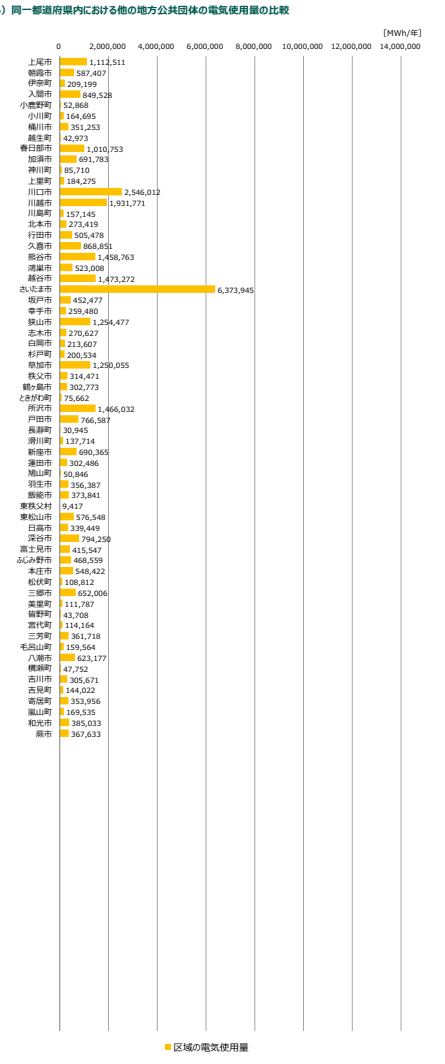 ）同一都道府県内における他の地方公共団体の電気使用量の比較
[MWh/年]
0 2,000,000 4,000,000 6,000,000 8,000,000 10,000,000 12,000,000 14,000,000
上尾市 1,112,511
朝霞市 587,407
伊奈町 209,199
入間市 849,528
小鹿野町 52,868
小川町 164,695
桶川市 351,253
越生町 42,973
春日部市 1,010,753
加須市 691,783
神川町 85,710
上里町 184,275
川口市 2,546,012
川越市 1,931,771
川島町 157,145
北本市 273,419
行田市 505,478
久喜市 868,851
熊谷市 1,458,763
鴻巣市 523,008
越谷市 1,473,272
さいたま市 6,373,945
坂戸市 452,477
幸手市 259,480
狭山市 1,254,477
志木市 270,627
白岡市 213,607
杉戸町 200,534
草加市 1,250,055
秩父市 314,471
鶴ヶ島市 302,773
ときがわ町 75,662
所沢市 1,466,032
戸田市 766,587
長瀞町 30,945
滑川町 137,714
新座市 690,365
蓮田市 302,486
鳩山町 50,846
羽生市 356,387
飯能市 373,841
東秩父村 9,417
東松山市 576,548
日高市 339,449
深谷市 794,250
富士見市 415,547
ふじみ野市 468,559
本庄市 548,422
松伏町 108,812
三郷市 652,006
美里町 111,787
皆野町 43,708
宮代町 114,164
三芳町 361,718
毛呂山町 159,564
八潮市 623,177
横瀬町 47,752
吉川市 305,671
吉見町 144,022
寄居町 353,956
嵐山町 169,535
和光市 385,033
蕨市 367,633
区域の電気使用量